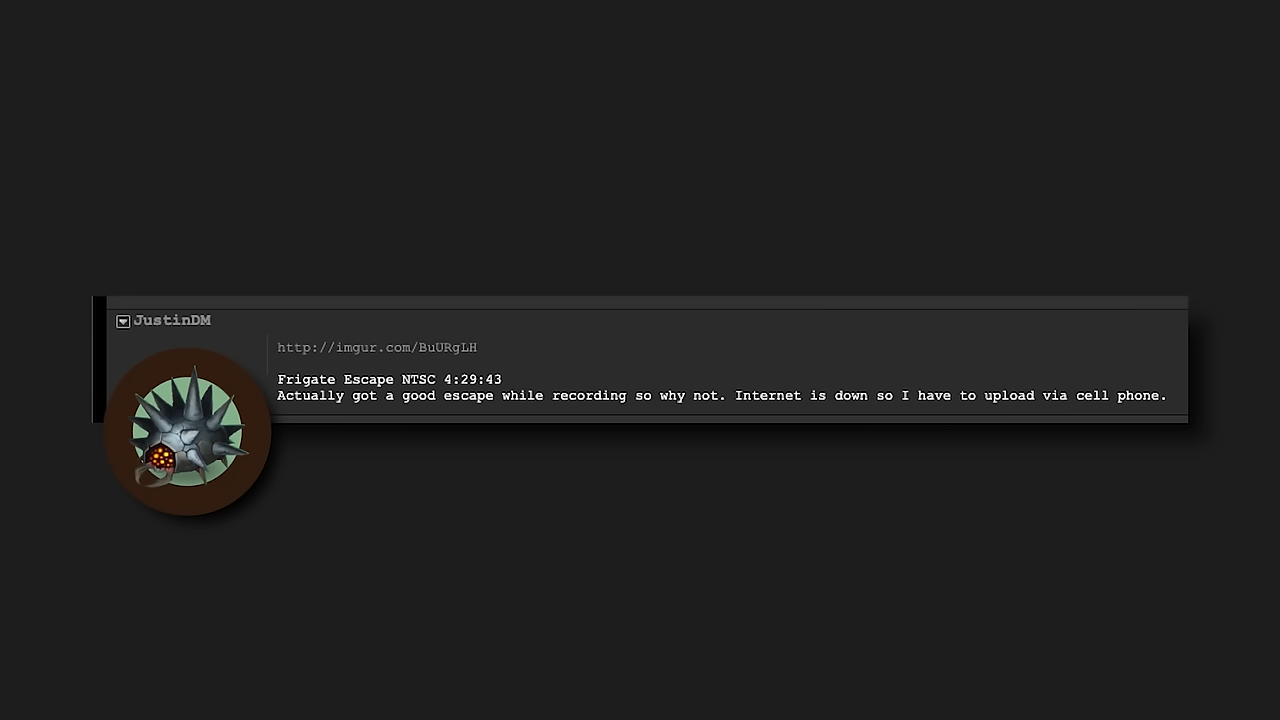 JustinDM
http://imgur.com/BuURgLH
Frigate Escape NTSC 4:29:43
Actually got a good escape while recording so why not. Internet is down so I have to upload via cell phone.